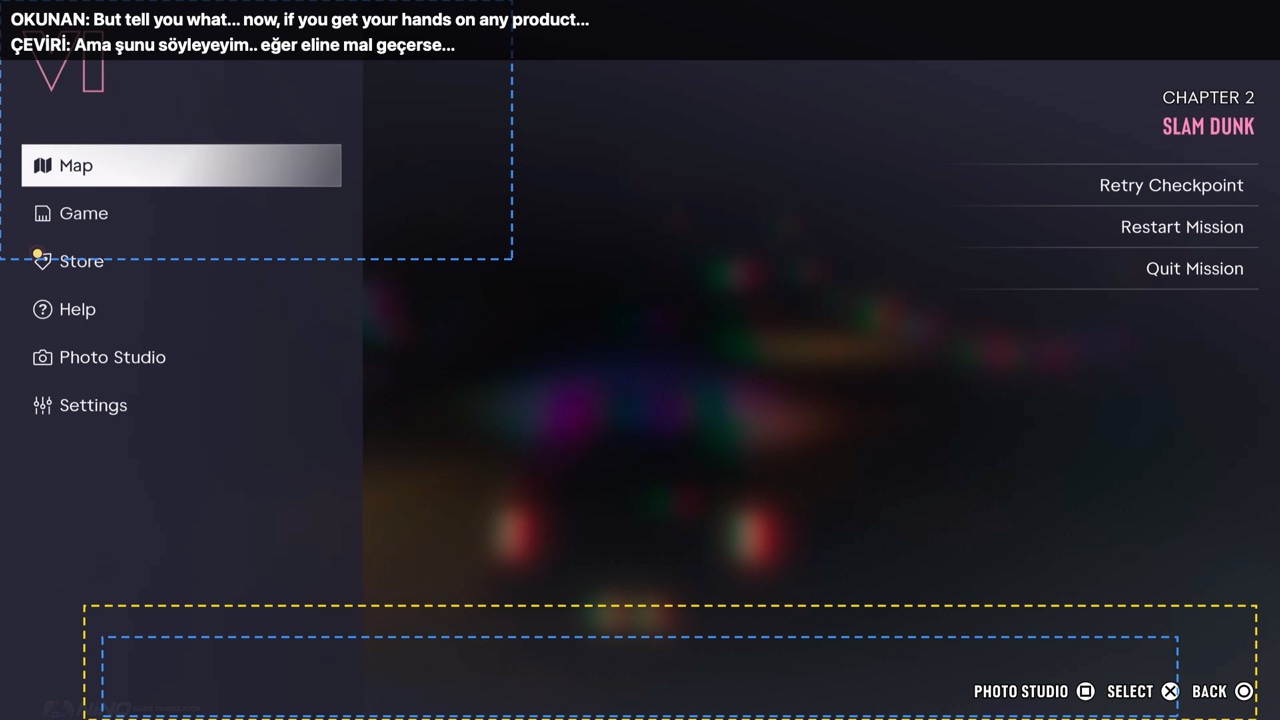 OKUNAN: But tell you what... now, if you get your hands on any product...
ÇEVİRİ: Ama şunu söyleyeyim.. eğer eline mal geçerse...
VI
CHAPTER 2
SLAM DUNK
Map
Game
Store
Help
Photo Studio
Settings
Retry Checkpoint
Restart Mission
Quit Mission
PHOTO STUDIO SELECT BACK